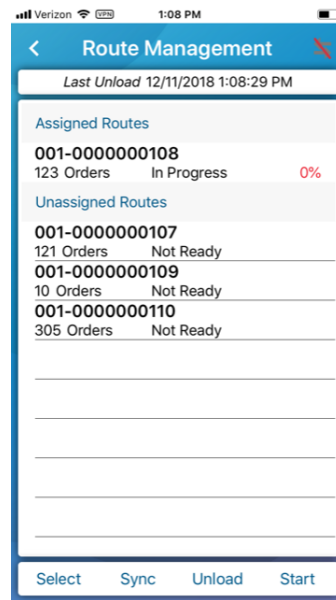 Verizon VPN 1:08 PM
Route Management
Last Unload 12/11/2018 1:08:29 PM
Assigned Routes
001-0000000108
123 Orders In Progress 0%
Unassigned Routes
001-0000000107
121 Orders Not Ready
001-0000000109
10 Orders Not Ready
001-0000000110
305 Orders Not Ready
Select Sync Unload Start